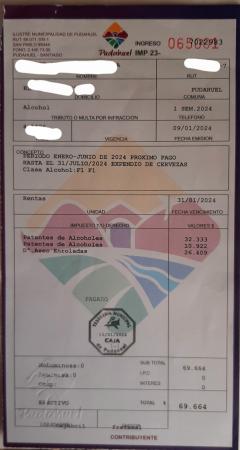 ILUSTRE MUNICIPALIDAD DE PUDAHUEL
PUDAHUEL - SANTIAGO
Pudahuel
INGRESO
IMP 23-
NOMBRE
RUT
PUDAHUEL
DOMICILIO
COMUNA
Alcohol
1 SEM.2024
TRIBUTO O MULTA POR INFRACCION
TELEFONO
09/01/2024
VIGENCIA
FECHA EMISION
CONCEPTO
PERIODO ENERO-JUNIO DE 2024 PROXIMO PAGO
HASTA EL 31/JULIO/2024 EXPENDIO DE CERVEZAS
Clase Alcohol:F1 F1
Rentas
31/01/2024
UNIDAD
FECHA VENCIMIENTO
IMPUESTO O DERECHO
VALORES $
Patentes de Alcoholes
32.333
Patentes de Alcoholes
10.922
Dº.Aseo Enroladas
26.409
PAGADO
CAJA
SUB TOTAL
69.664
I.P.C.
0
INTERES
0
EFECTIVO
TOTAL $
69.664
CONTRIBUYENTE